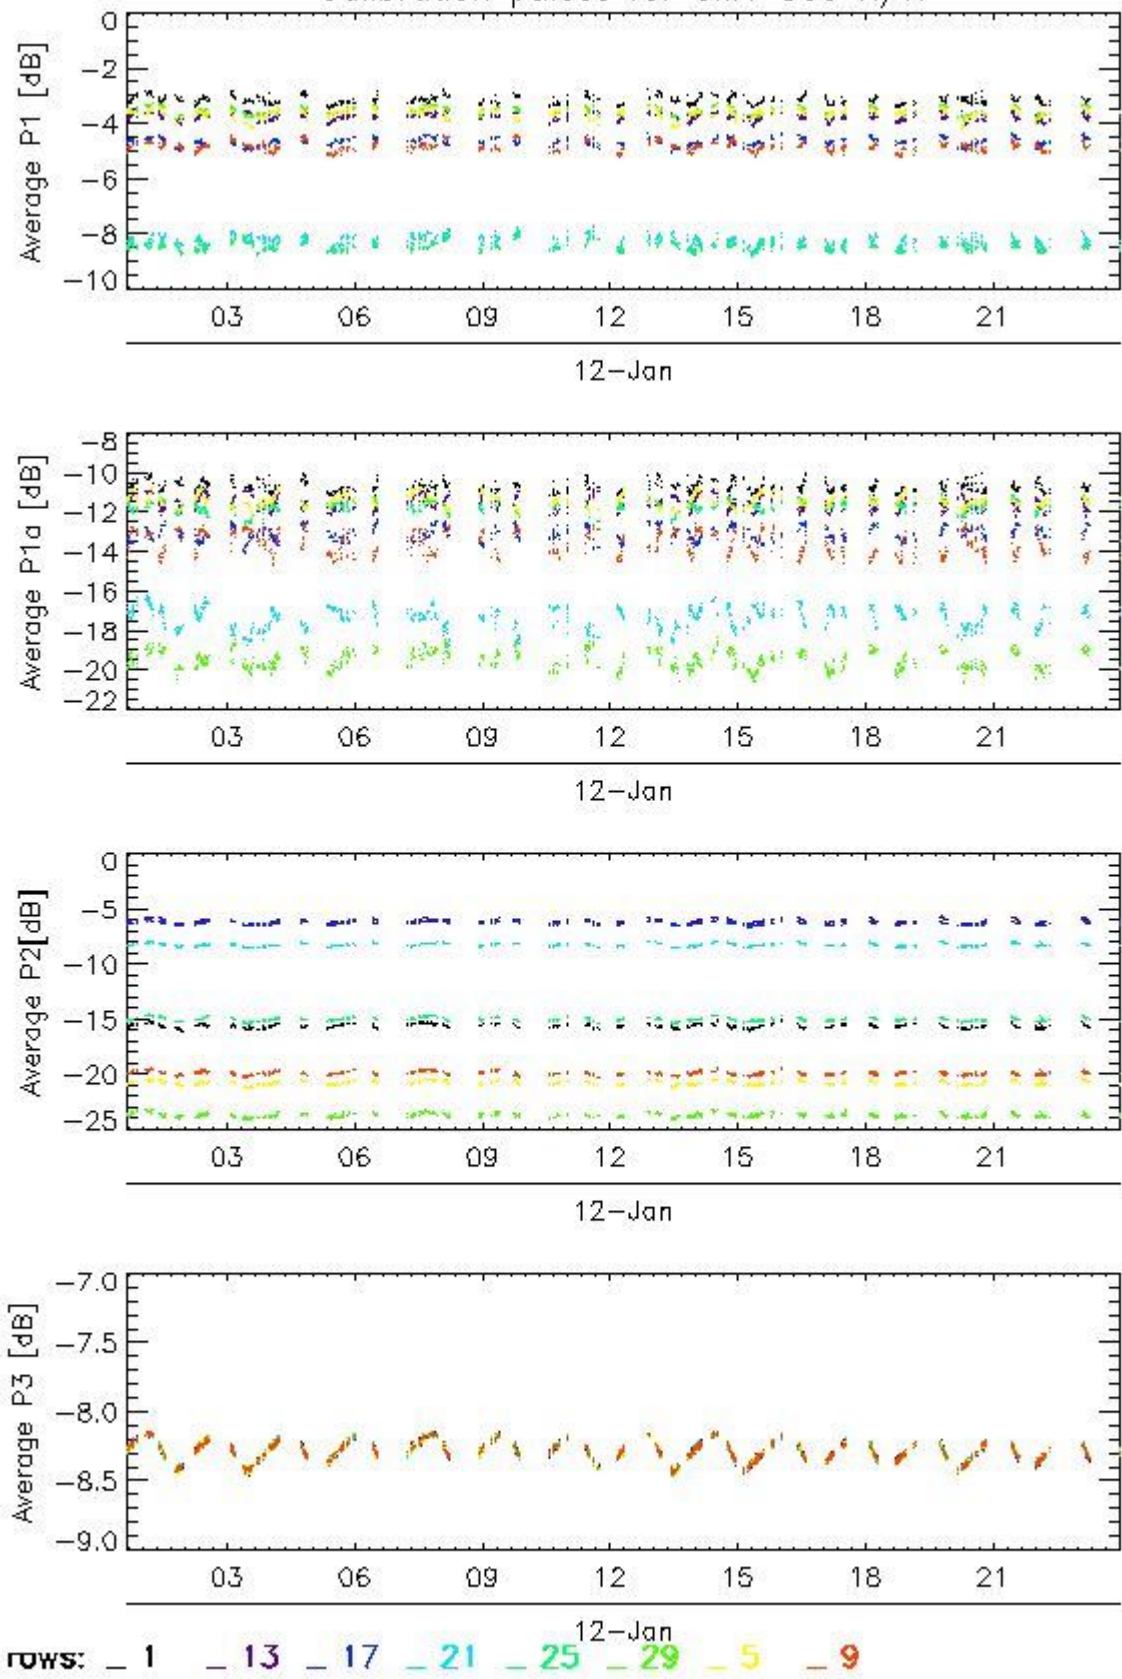 0
−2
−4
−6
−8
−10
Average P1 [dB]
03 06 09 12 15 18 21
12−Jan
−8
−10
−12
−14
−16
−18
−20
−22
Average P1a [dB]
03 06 09 12 15 18 21
12−Jan
0
−5
−10
−15
−20
−25
Average P2[dB]
03 06 09 12 15 18 21
12−Jan
−7.0
−7.5
−8.0
−8.5
−9.0
Average P3 [dB]
03 06 09 12 15 18 21
12−Jan
rows: _ 1 _ 13 _ 17 _ 21 _ 25 _ 29 _ 5 _ 9